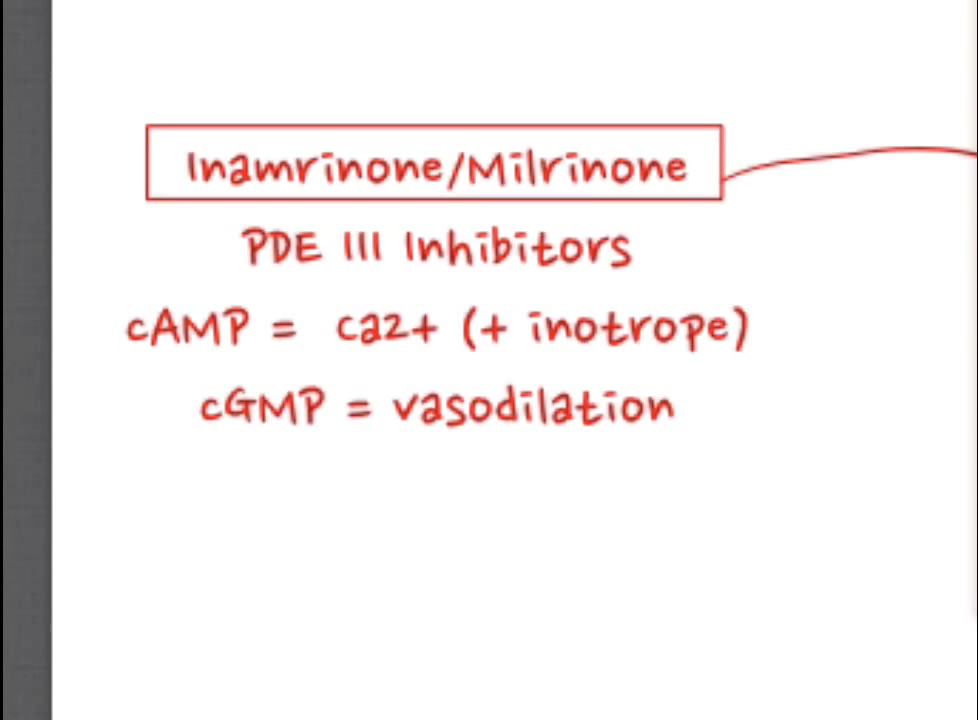 Inamrinone/Milrinone
PDE III Inhibitors
cAMP = ca2+ (+ inotrope)
cGMP = vasodilation